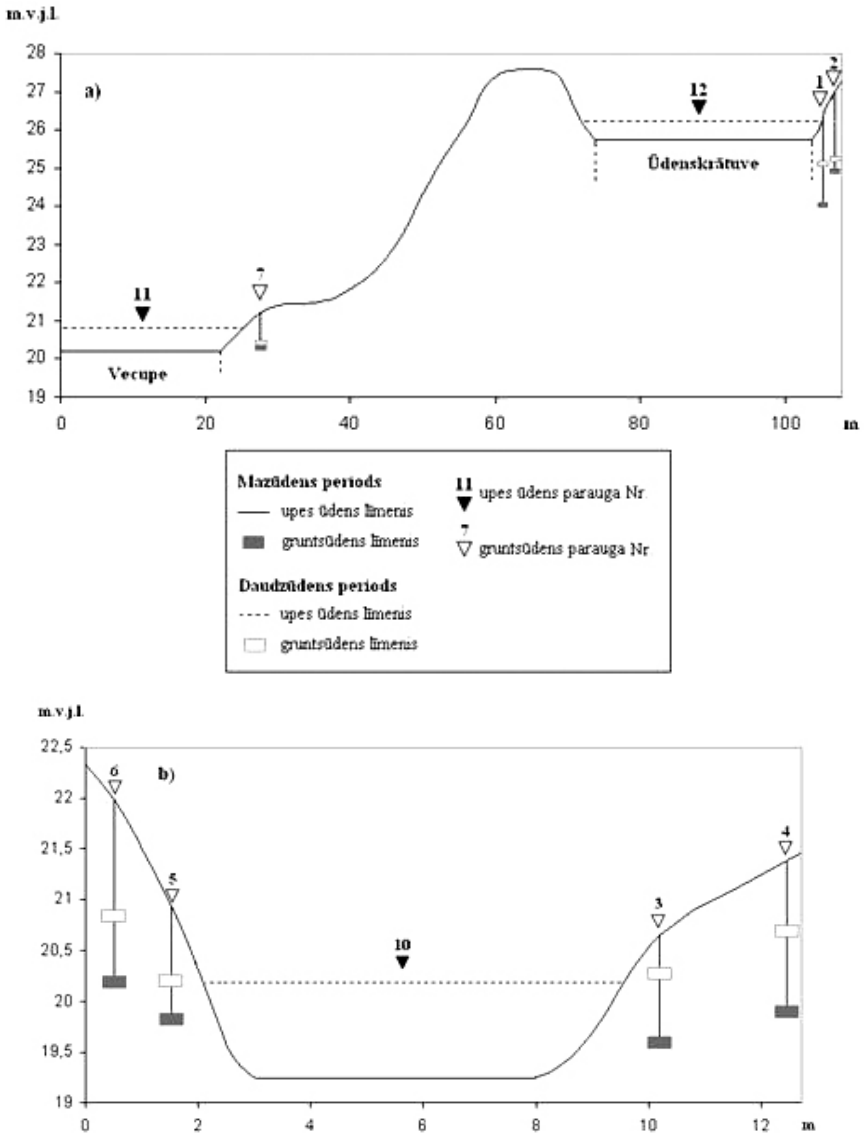 m.v.j.l.
28
27
26
25
24
23
22
21
20
19
a)
11
7
12
1
2
Vecupe
Ūdenskrātuve
0 20 40 60 80 100 m
Mazūdens periods
upes ūdens līmenis
gruntsūdens līmenis
Daudzūdens periods
upes ūdens līmenis
gruntsūdens līmenis
11
upes ūdens parauga Nr.
7
gruntsūdens parauga Nr
m.v.j.l.
22,5
22
21,5
21
20,5
20
19,5
19
b)
6
5
10
3
4
0 2 4 6 8 10 12 m